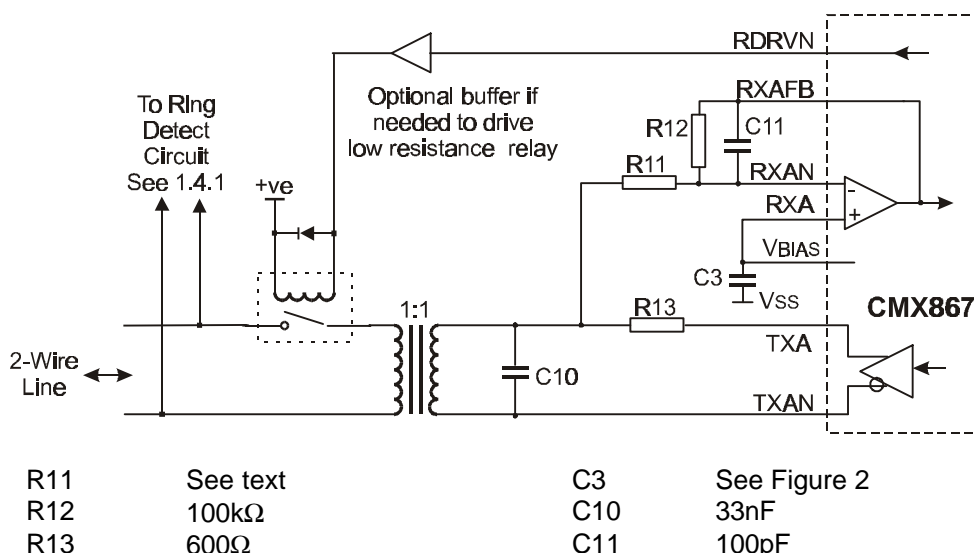 RDRVN
Optional buffer if
needed to drive
low resistance relay
To RIng
Detect
Circuit
See 1.4.1
+ve
RXAFB
R12
C11
R11
RXAN
RXA
-
+
VBIAS
C3
VSS
CMX867
1:1
R13
TXA
2-Wire
Line
C10
TXAN
R11 See text C3 See Figure 2
R12 100kΩ C10 33nF
R13 600Ω C11 100pF